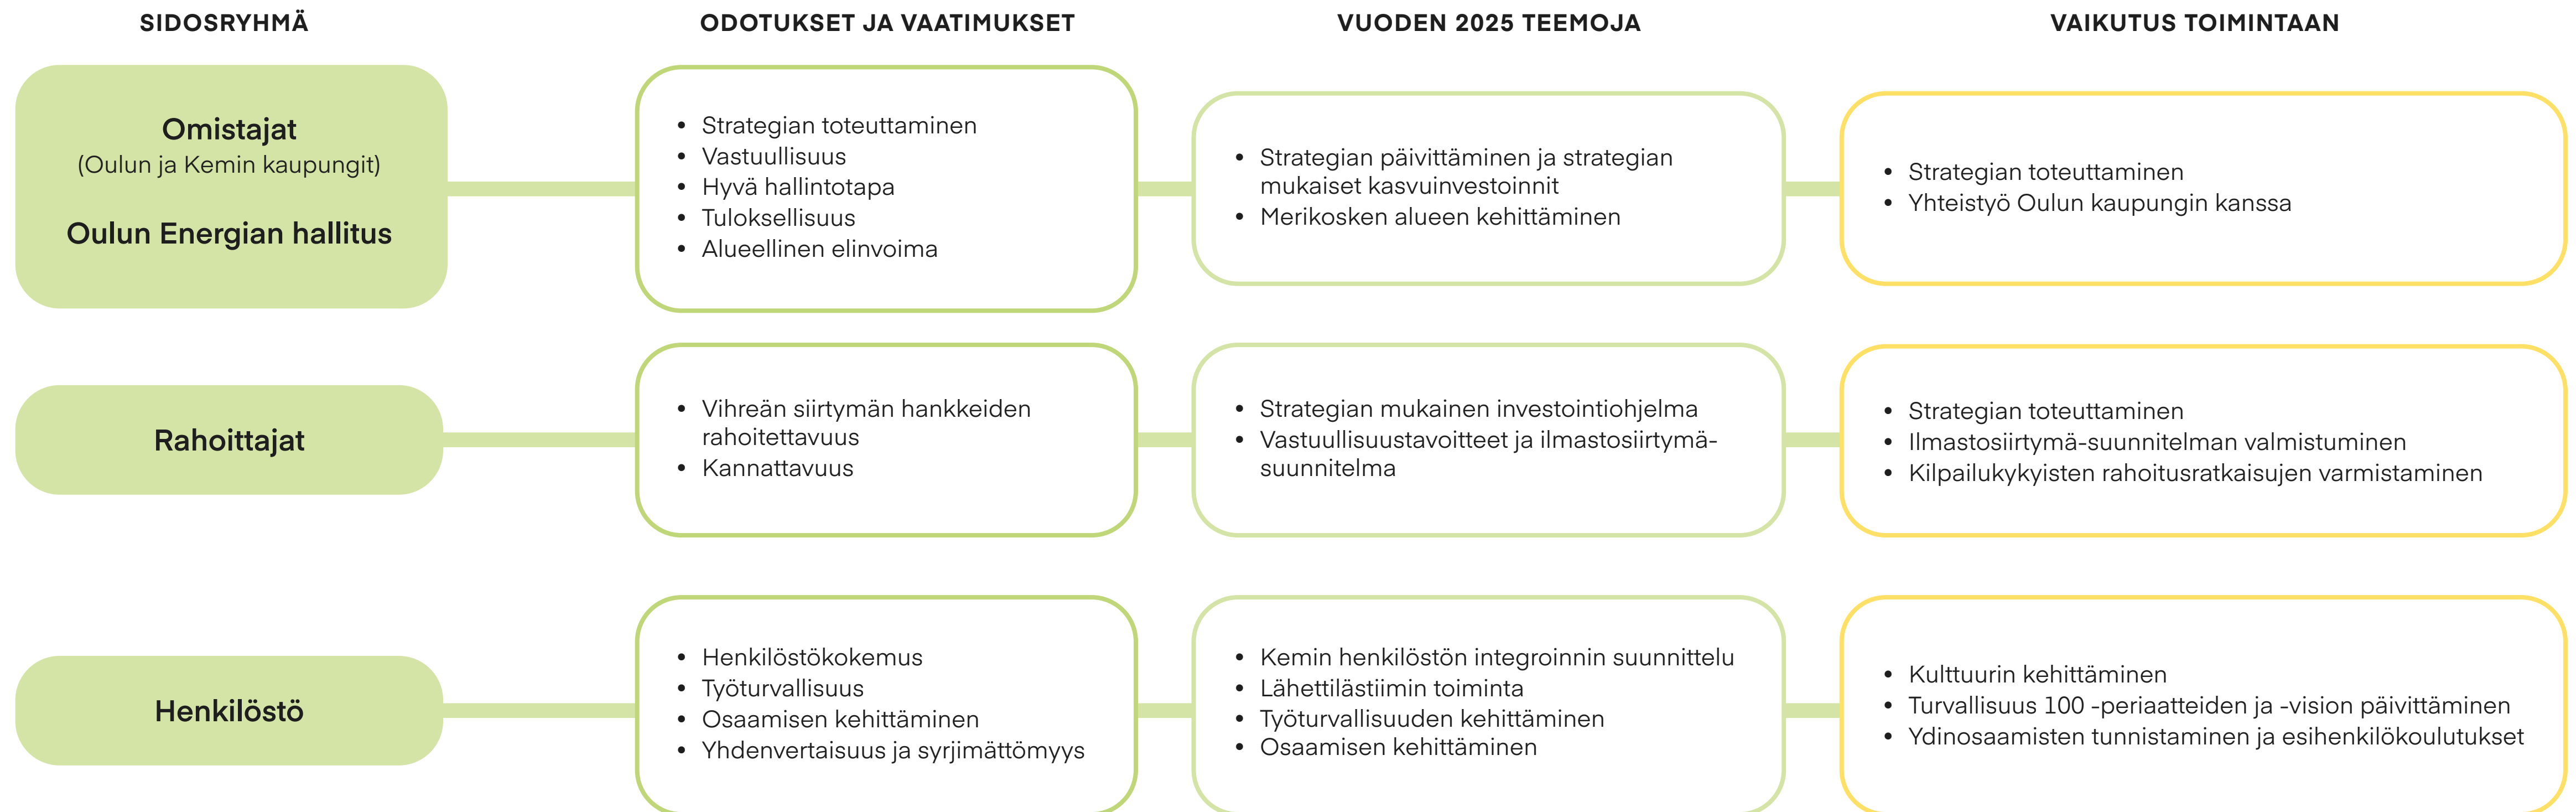 SIDOSRYHMÄ
ODOTUKSET JA VAATIMUKSET
VUODEN 2025 TEEMOJA
VAIKUTUS TOIMINTAAN
Omistajat
(Oulun ja Kemin kaupungit)
Oulun Energian hallitus
• Strategian toteuttaminen
• Vastuullisuus
• Hyvä hallintotapa
• Tuloksellisuus
• Alueellinen elinvoima
• Strategian päivittäminen ja strategian
mukaiset kasvuinvestoinnit
• Merikosken alueen kehittäminen
• Strategian toteuttaminen
• Yhteistyö Oulun kaupungin kanssa
Rahoittajat
• Vihreän siirtymän hankkeiden
rahoitettavuus
• Kannattavuus
• Strategian mukainen investointiohjelma
• Vastuullisuustavoitteet ja ilmastosiirtymä-
suunnitelma
• Strategian toteuttaminen
• Ilmastosiirtymä-suunnitelman valmistuminen
• Kilpailukykyisten rahoitusratkaisujen varmistaminen
Henkilöstö
• Henkilöstökokemus
• Työturvallisuus
• Osaamisen kehittäminen
• Yhdenvertaisuus ja syrjimättömyys
• Kemin henkilöstön integroinnin suunnittelu
• Lähettilästiimin toiminta
• Työturvallisuuden kehittäminen
• Osaamisen kehittäminen
• Kulttuurin kehittäminen
• Turvallisuus 100 -periaatteiden ja -vision päivittäminen
• Ydinosaamisten tunnistaminen ja esihenkilökoulutukset